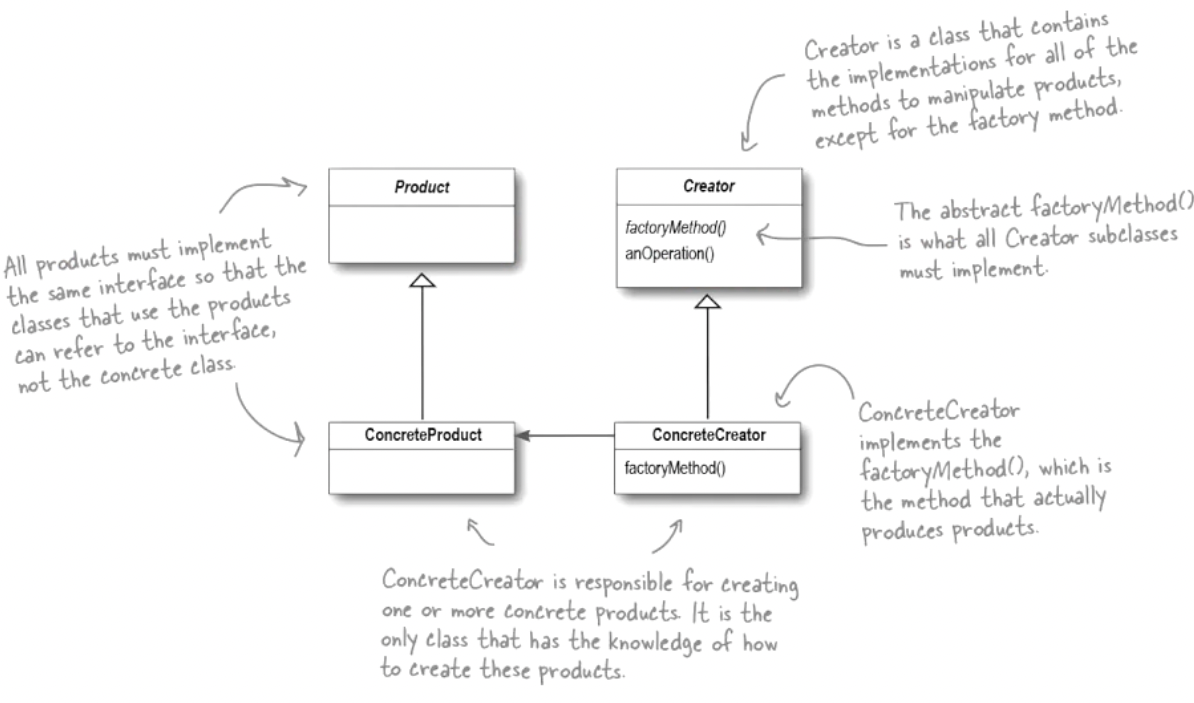 Creator is a class that contains
the implementations for all of the
methods to manipulate products,
except for the factory method.
Product
Creator
factoryMethod()
anOperation()
The abstract factoryMethod()
is what all Creator subclasses
must implement.
All products must implement
the same interface so that the
classes that use the products
can refer to the interface,
not the concrete class.
ConcreteProduct
ConcreteCreator
factoryMethod()
ConcreteCreator
implements the
factoryMethod(), which is
the method that actually
produces products.
ConcreteCreator is responsible for creating
one or more concrete products. It is the
only class that has the knowledge of how
to create these products.